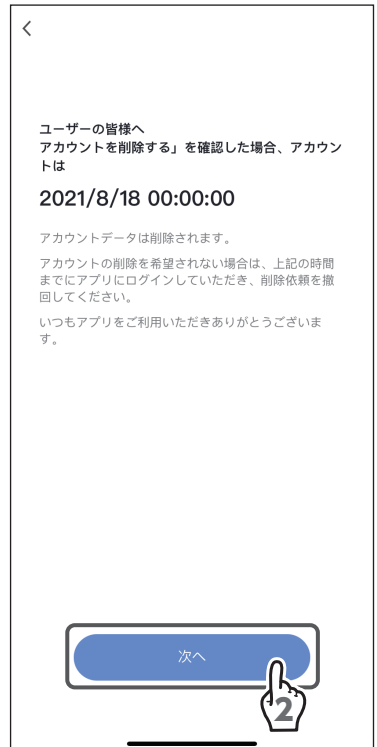 ユーザーの皆様へ
アカウントを削除する」を確認した場合、アカウン
トは
2021/8/18 00:00:00
アカウントデータは削除されます。
アカウントの削除を希望されない場合は、上記の時間
までにアプリにログインしていただき、削除依頼を撤
回してください。
いつもアプリをご利用いただきありがとうございま
す。
次へ
2